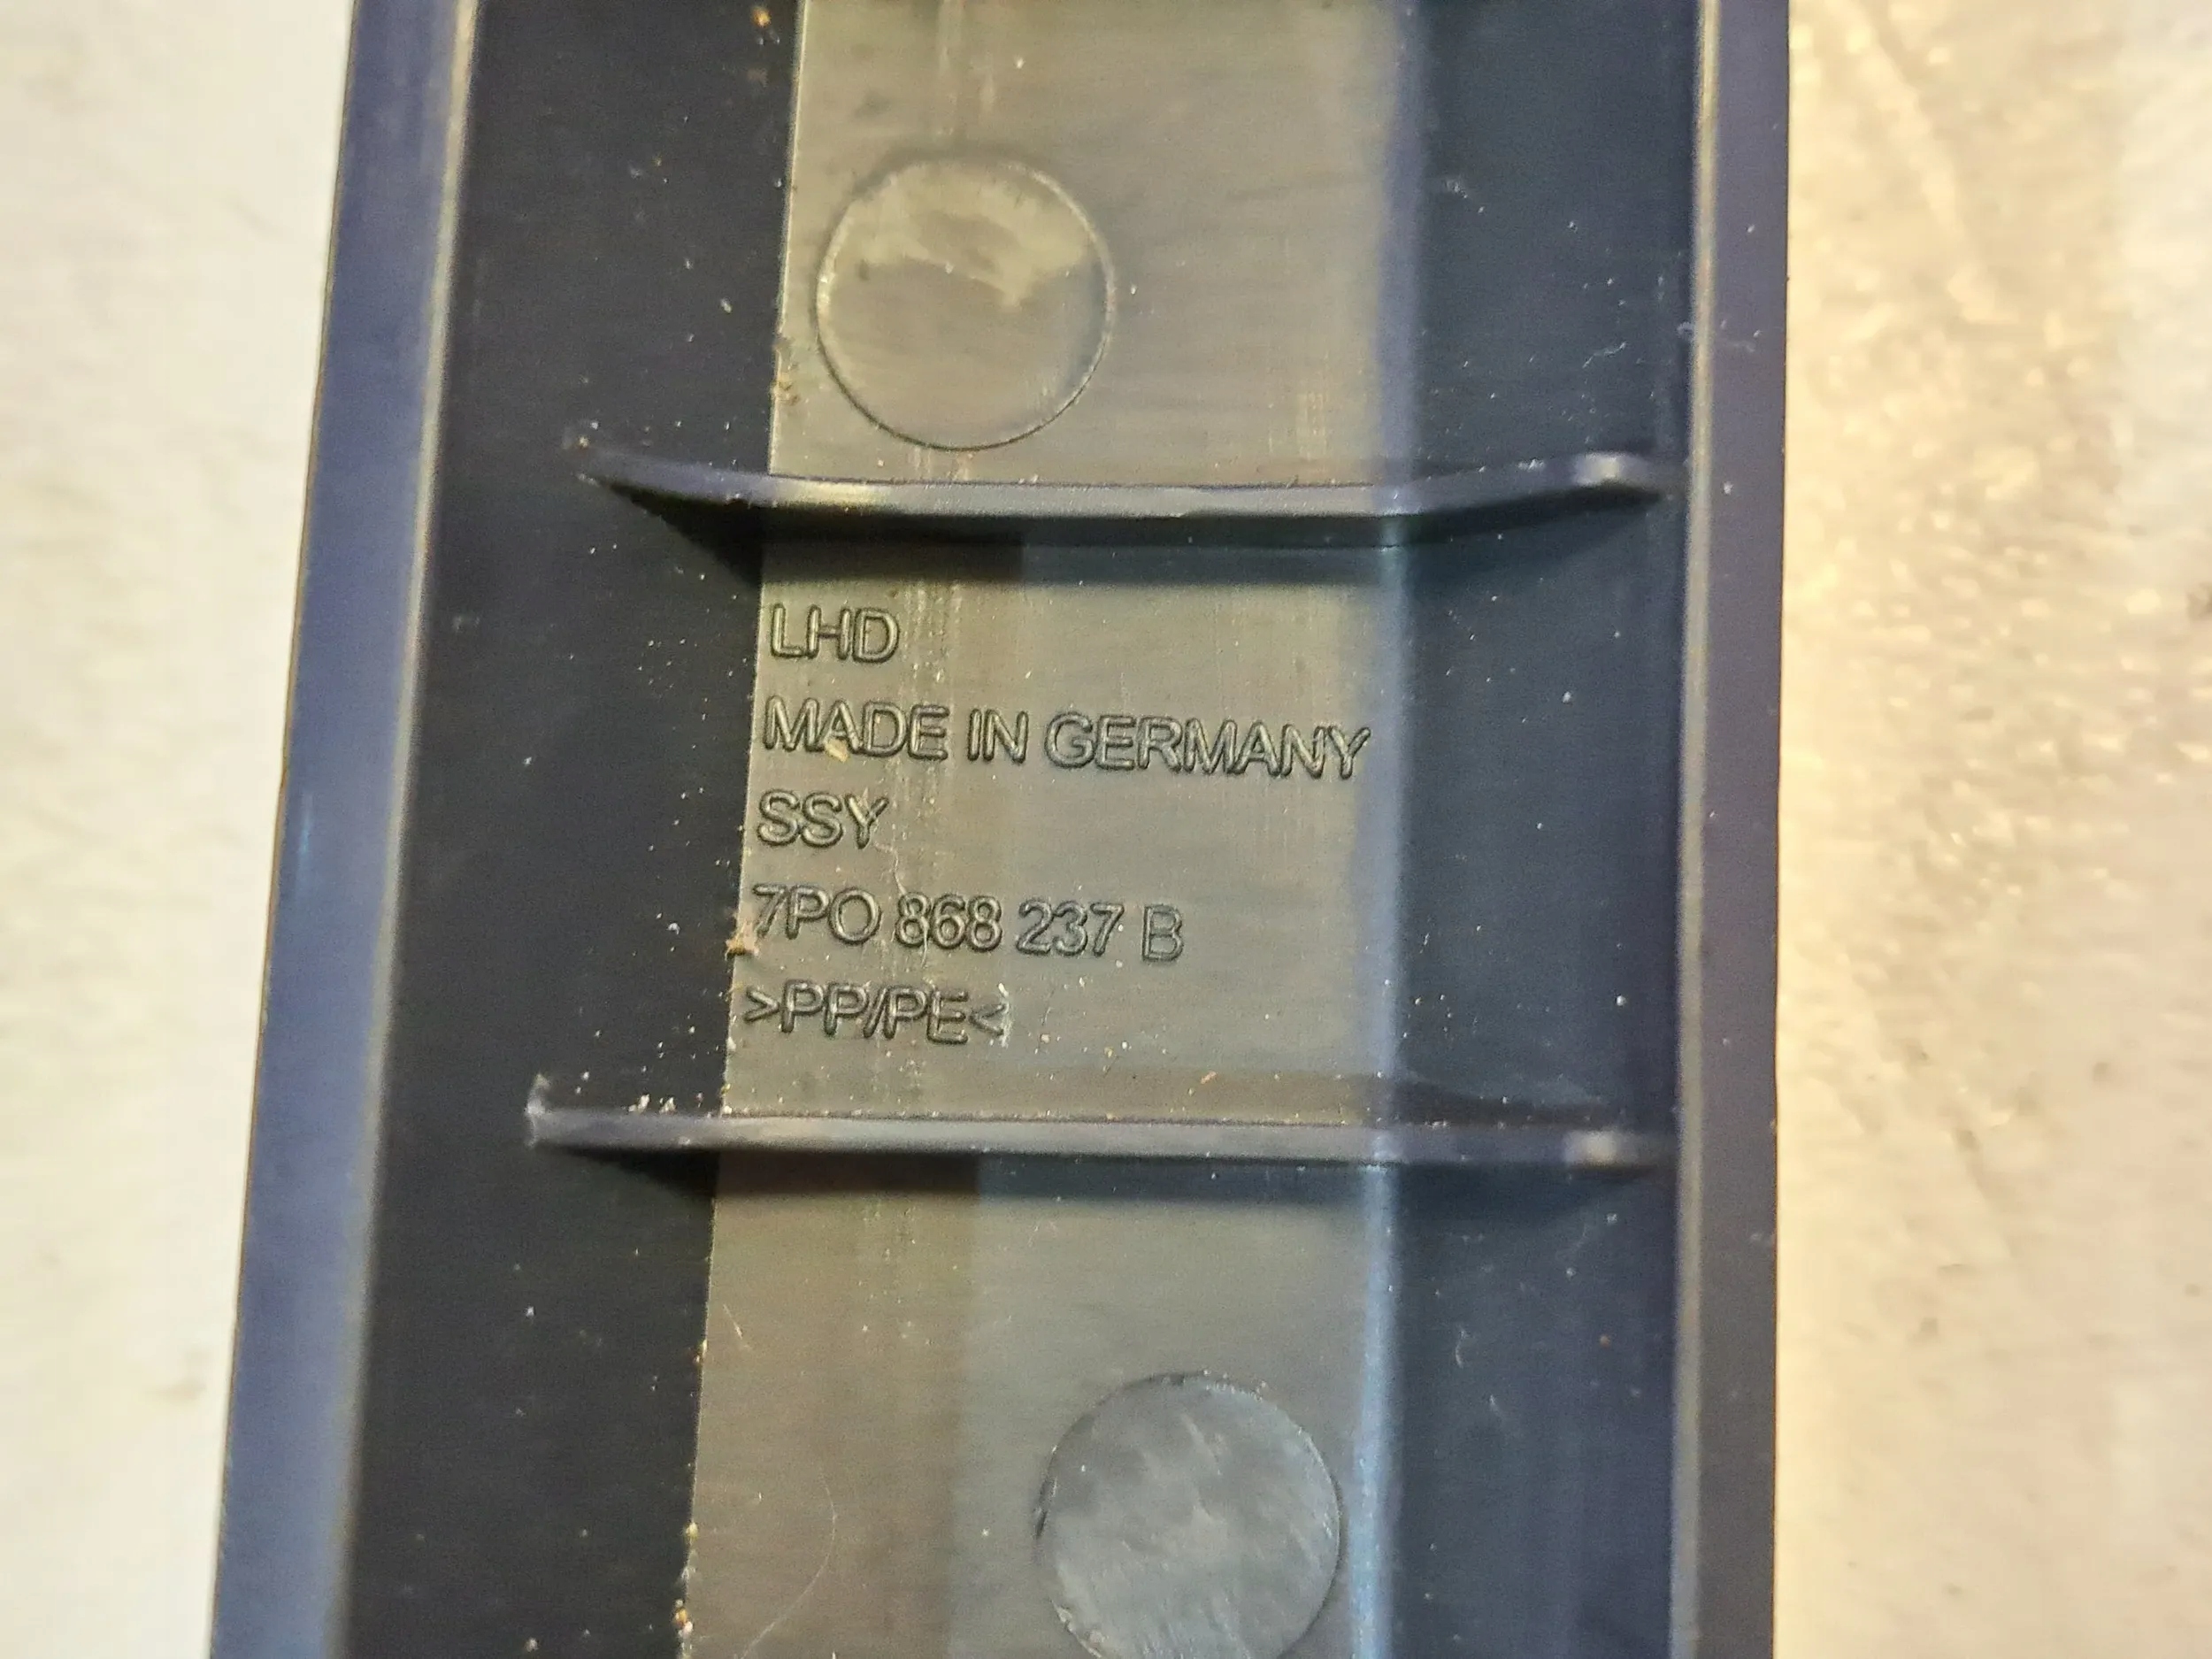 LHD
MADE IN GERMANY
SSY
7PO 868 237 B
>PP/PE<